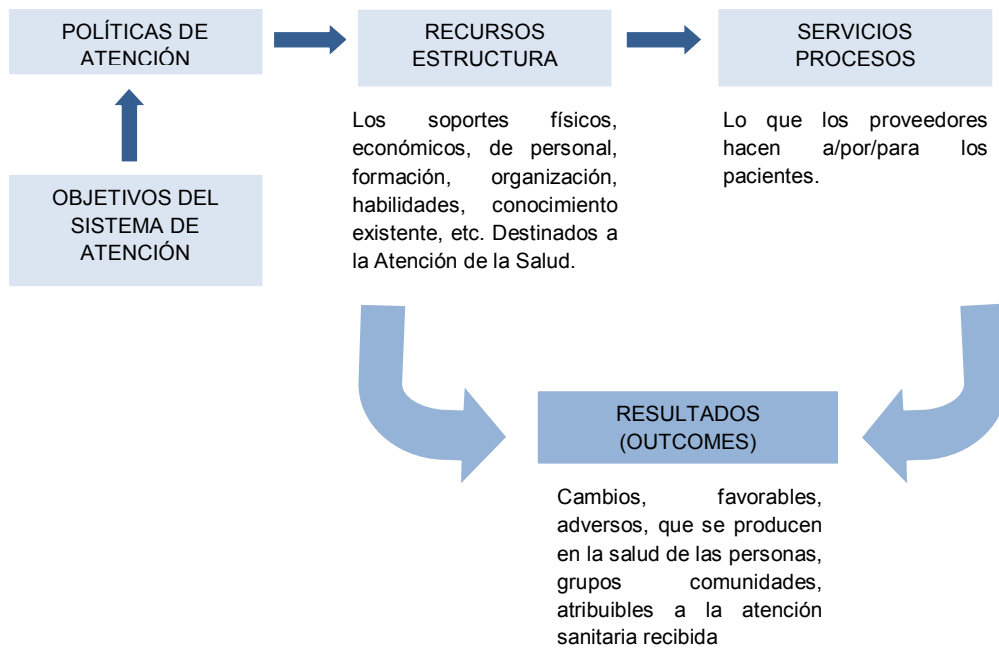 POLÍTICAS DE
ATENCIÓN
RECURSOS
ESTRUCTURA
SERVICIOS
PROCESOS
Los soportes físicos,
económicos, de personal,
formación, organización,
habilidades, conocimiento
existente, etc. Destinados a
la Atención de la Salud.
Lo que los proveedores
hacen a/por/para los
pacientes.
OBJETIVOS DEL
SISTEMA DE
ATENCIÓN
RESULTADOS
(OUTCOMES)
Cambios, favorables,
adversos, que se producen
en la salud de las personas,
grupos comunidades,
atribuibles a la atención
sanitaria recibida